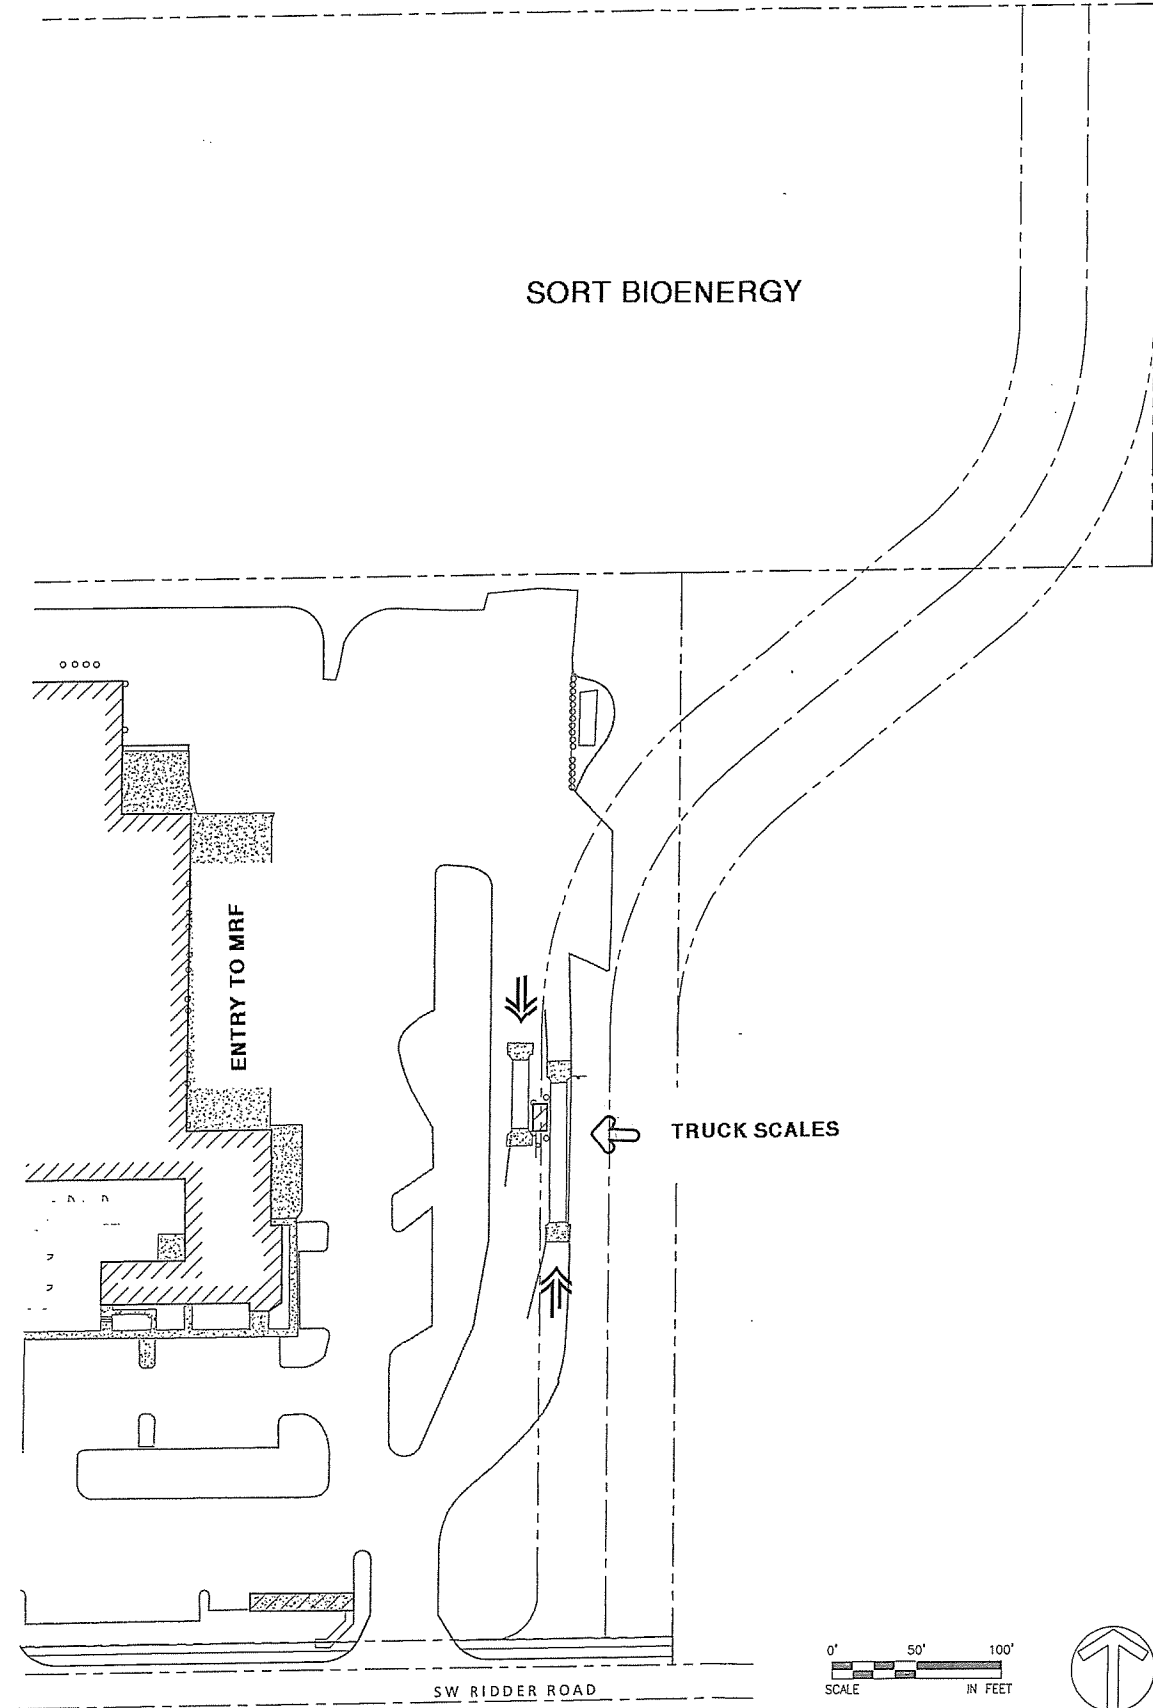 SORT BIOENERGY
ENTRY TO MRF
TRUCK SCALES
0' 50' 100'
SCALE IN FEET
SW RIDDER ROAD